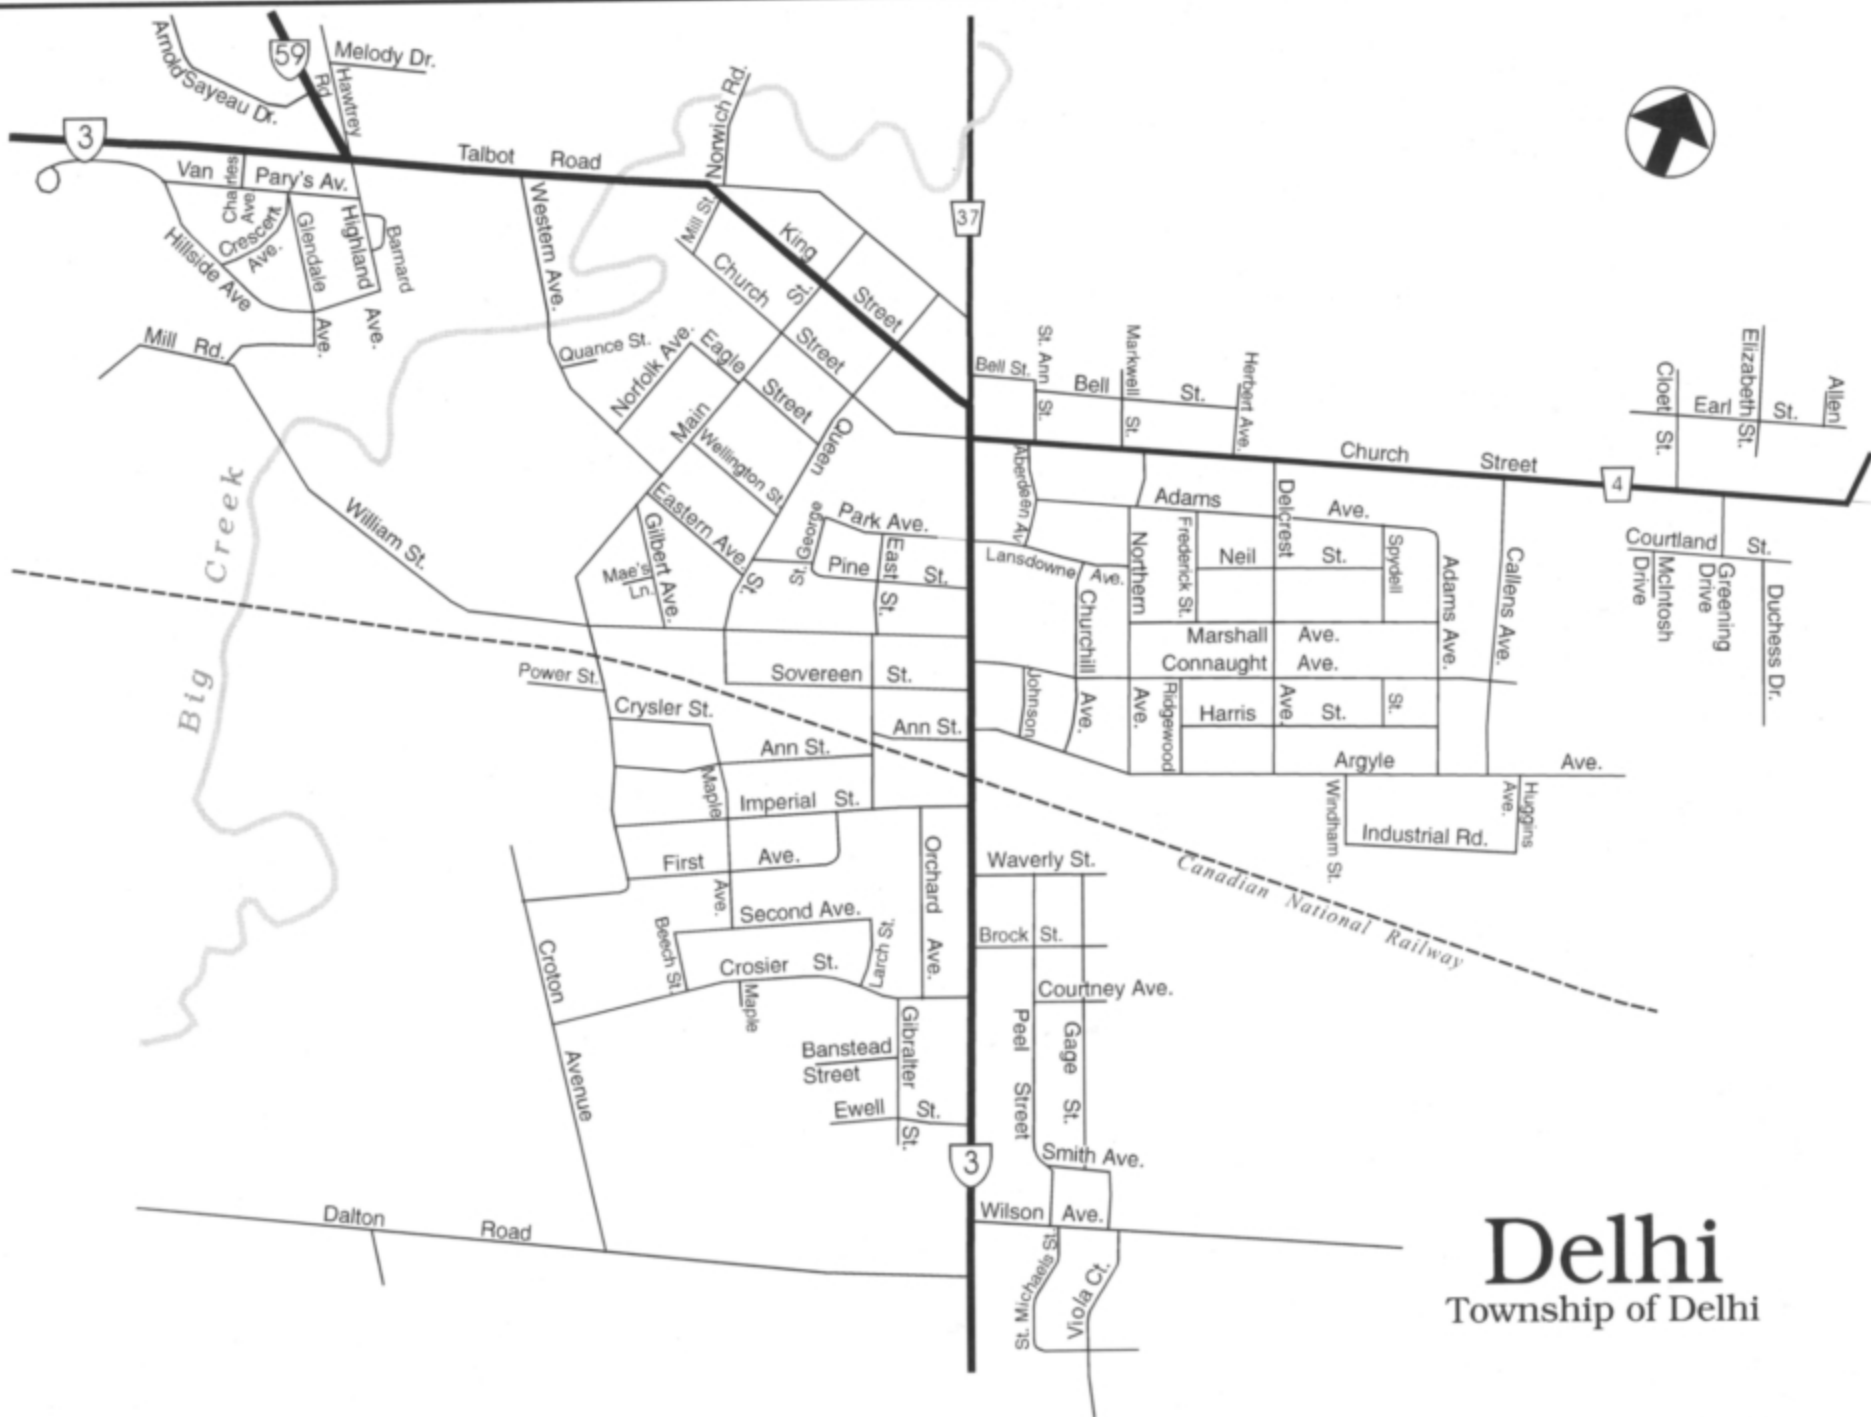 Arnold Sayeau Dr.
59
Hawtrey Rd
Melody Dr.
3
Talbot Road
Norwich Rd.
37
Van Pary's Av.
Charles Ave.
Crescent Ave.
Glendale Ave.
Highland Ave.
Barnard
Hillside Ave
Mill Rd.
Western Ave.
Mill St.
King Street
Church Street
St.
Quance St.
Norfolk Ave.
Eagle Street
Main
Wellington St.
Queen St.
Eastern Ave.
Gilbert Ave.
Mae's Ln.
St. George
St.
Park Ave.
Pine St.
East St.
William St.
Big Creek
Power St.
Sovereen St.
Crysler St.
Ann St.
Ann St.
Maple Ave.
Imperial St.
First Ave.
Second Ave.
Beech St.
Larch St.
Crosier St.
Maple
Orchard Ave.
Gibralter St.
Banstead Street
Ewell St.
Croton Avenue
Dalton Road
3
Bell St.
St. Ann St.
Bell St.
Markwell St.
Herbert Ave.
Church Street
4
Cloet St.
Earl St.
Elizabeth St.
Allen
Aberdeen Av.
Adams Ave.
Delcrest Ave.
Lansdowne Ave.
Northern Ave.
Frederick St.
Neil St.
Spydell St.
Adams Ave.
Callens Ave.
Churchill Ave.
Marshall Ave.
Connaught Ave.
Johnson
Ridgewood
Harris St.
Argyle Ave.
Windham St.
Industrial Rd.
Huggins Ave.
Courtland St.
McIntosh Drive
Greening Drive
Duchess Dr.
Canadian National Railway
Waverly St.
Brock St.
Courtney Ave.
Peel Street
Gage St.
Smith Ave.
Wilson Ave.
St. Michaels St.
Viola Ct.
Delhi
Township of Delhi